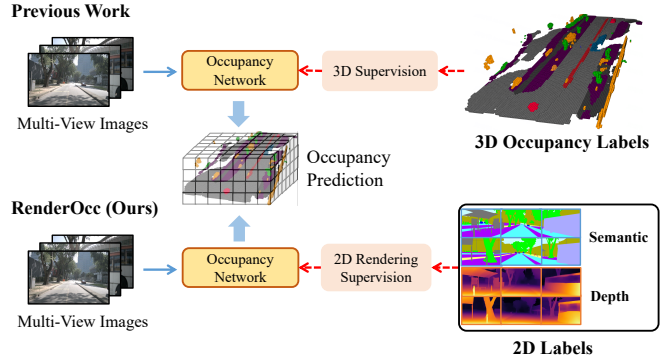 Previous Work
Multi-View Images
Occupancy
Network
3D Supervision
3D Occupancy Labels
Occupancy
Prediction
RenderOcc (Ours)
Multi-View Images
Occupancy
Network
2D Rendering
Supervision
Semantic
Depth
2D Labels